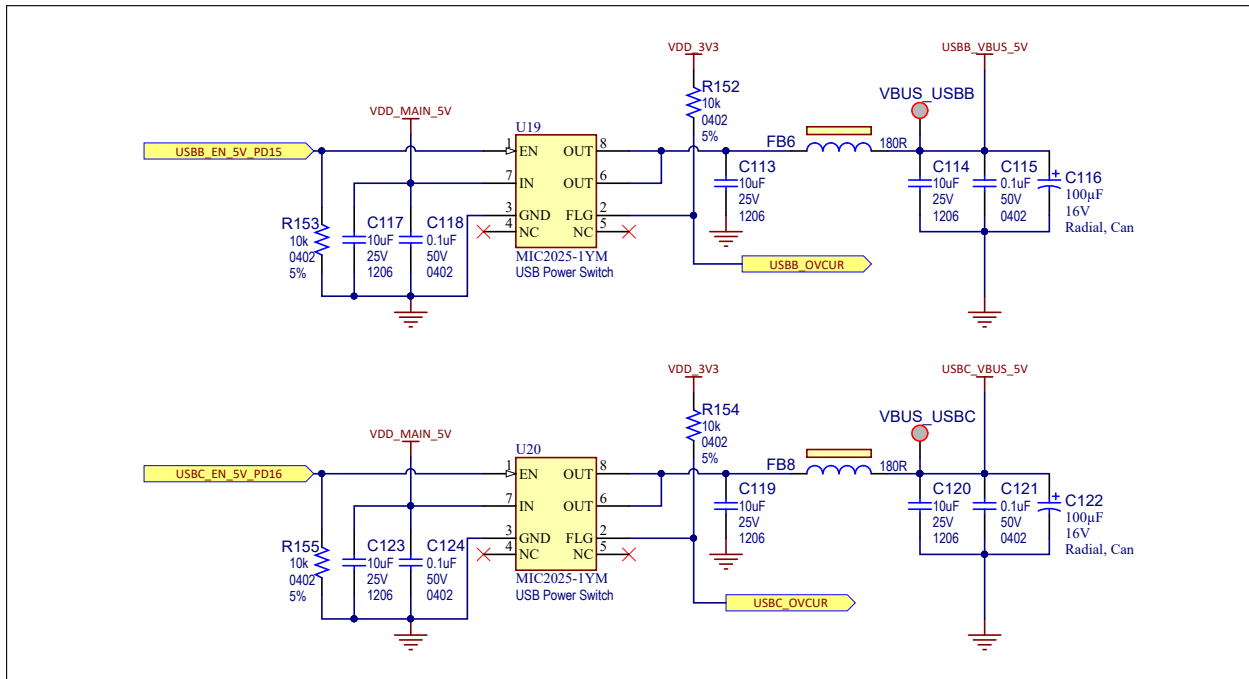 VDD_3V3
USBB_VBUS_5V
R152
10k
0402
5%
VBUS_USBB
VDD_MAIN_5V
U19
FB6
180R
USBB_EN_5V_PD15
1 EN OUT 8
7 IN OUT 6
3 GND FLG 2
4 NC NC 5
MIC2025-1YM
USB Power Switch
R153
10k
0402
5%
C117
10uF
25V
1206
C118
0.1uF
50V
0402
C113
10uF
25V
1206
C114
10uF
25V
1206
C115
0.1uF
50V
0402
C116
100µF
16V
Radial, Can
USBB_OVCUR
VDD_3V3
USBC_VBUS_5V
R154
10k
0402
5%
VBUS_USBC
VDD_MAIN_5V
U20
FB8
180R
USBC_EN_5V_PD16
1 EN OUT 8
7 IN OUT 6
3 GND FLG 2
4 NC NC 5
MIC2025-1YM
USB Power Switch
R155
10k
0402
5%
C123
10uF
25V
1206
C124
0.1uF
50V
0402
C119
10uF
25V
1206
C120
10uF
25V
1206
C121
0.1uF
50V
0402
C122
100µF
16V
Radial, Can
USBC_OVCUR